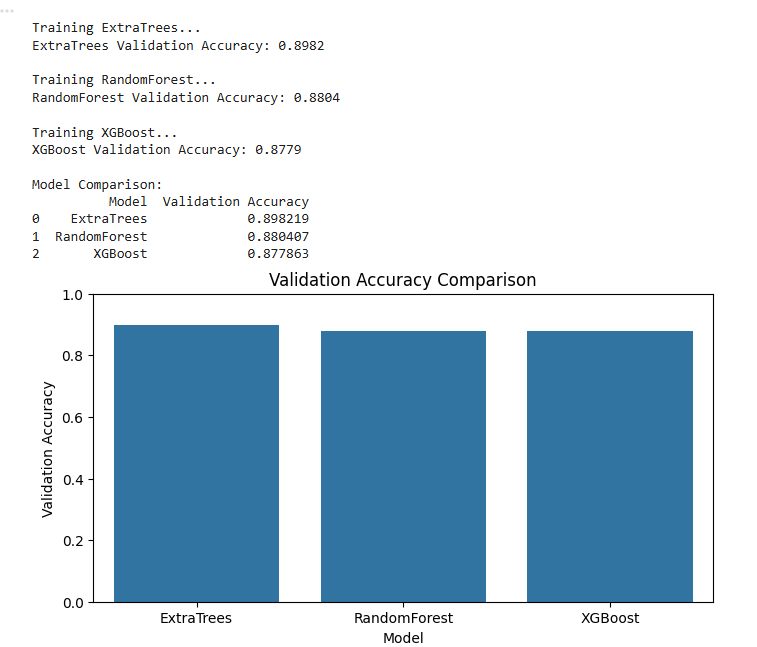 Training ExtraTrees...
ExtraTrees Validation Accuracy: 0.8982
Training RandomForest...
RandomForest Validation Accuracy: 0.8804
Training XGBoost...
XGBoost Validation Accuracy: 0.8779
Model Comparison:
Model Validation Accuracy
0 ExtraTrees 0.898219
1 RandomForest 0.880407
2 XGBoost 0.877863
Validation Accuracy Comparison
1.0
0.8
0.6
0.4
0.2
0.0
Validation Accuracy
ExtraTrees RandomForest XGBoost
Model